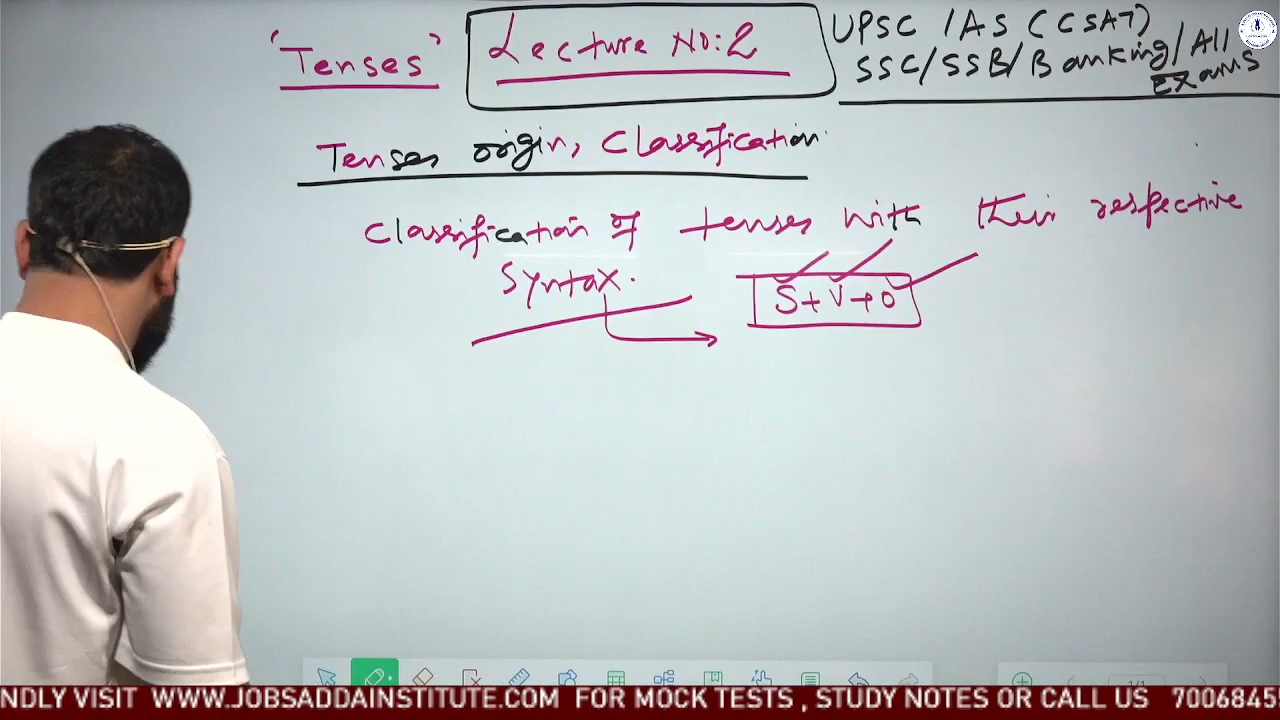 'Tenses'
Lecture No:2
UPSC IAS (CSAT)
SSC/SSB/Banking/All Exams
Tenses origin, Classification
Classification of tenses with their respective
Syntax.
S+V+O
NDLY VISIT WWW.JOBSADDAINSTITUTE.COM FOR MOCK TESTS , STUDY NOTES OR CALL US 7006845